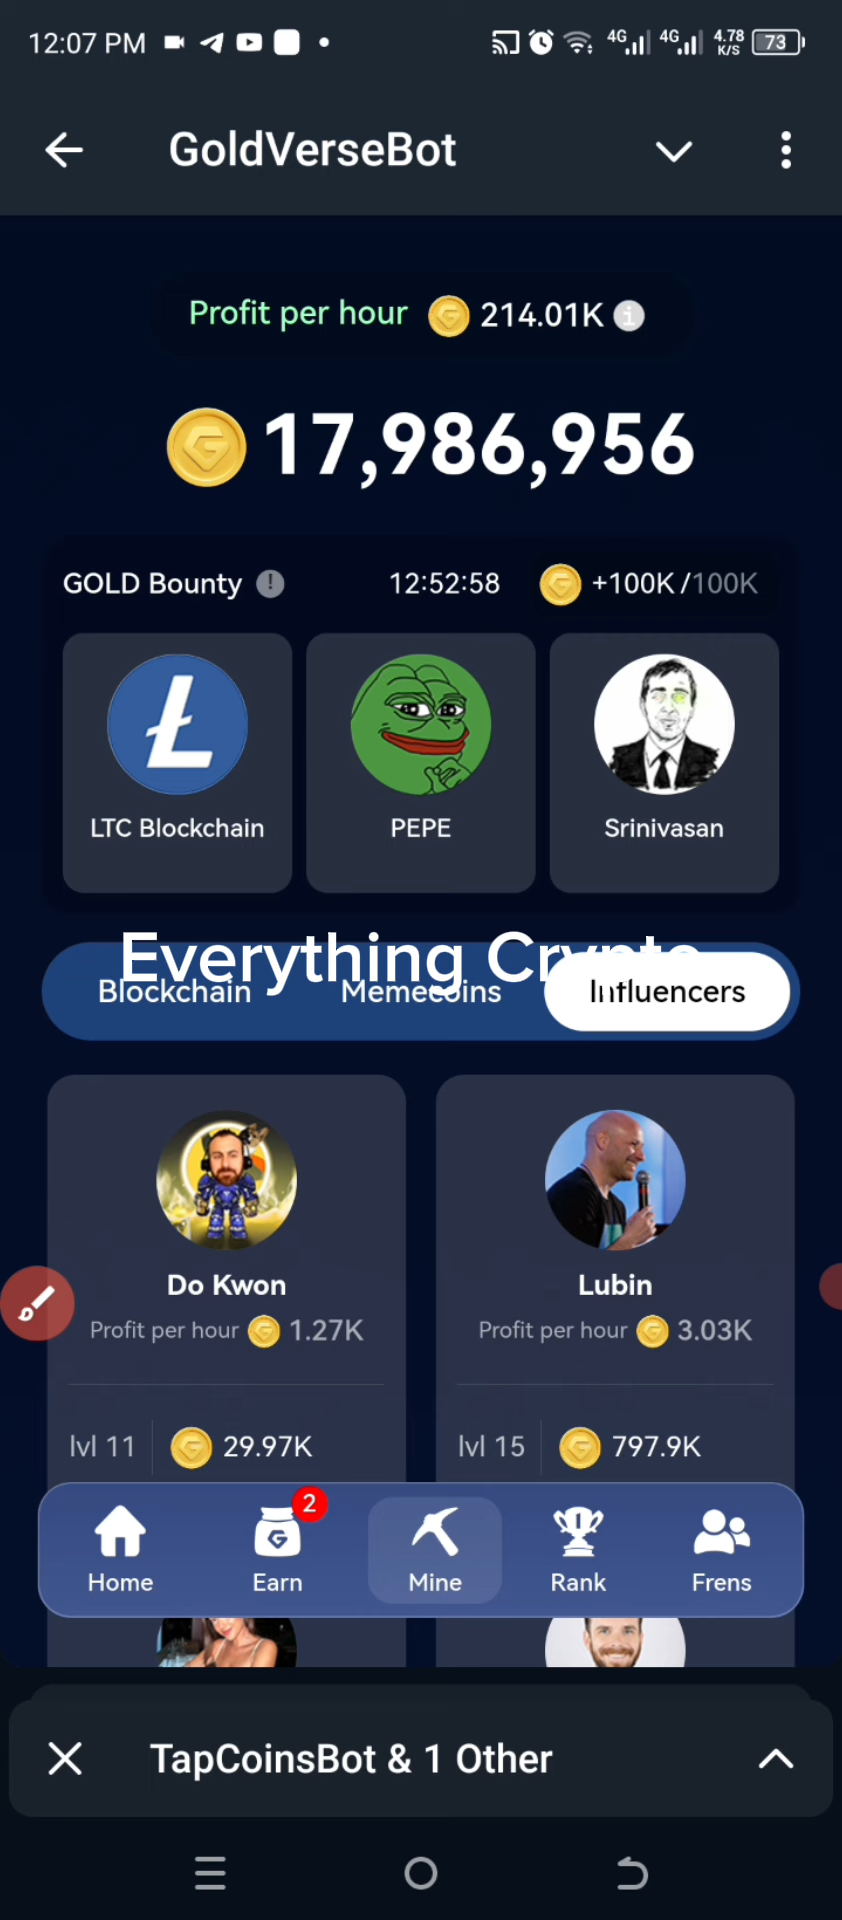 12:07 PM 4G 4G 4.78 K/S 73
GoldVerseBot
Profit per hour 214.01K
17,986,956
GOLD Bounty 12:52:58 +100K/100K
LTC Blockchain PEPE Srinivasan
Everything Crypto
Blockchain Memecoins Influencers
Do Kwon Lubin
Profit per hour 1.27K Profit per hour 3.03K
lvl 11 29.97K lvl 15 797.9K
2
Home Earn Mine Rank Frens
TapCoinsBot & 1 Other